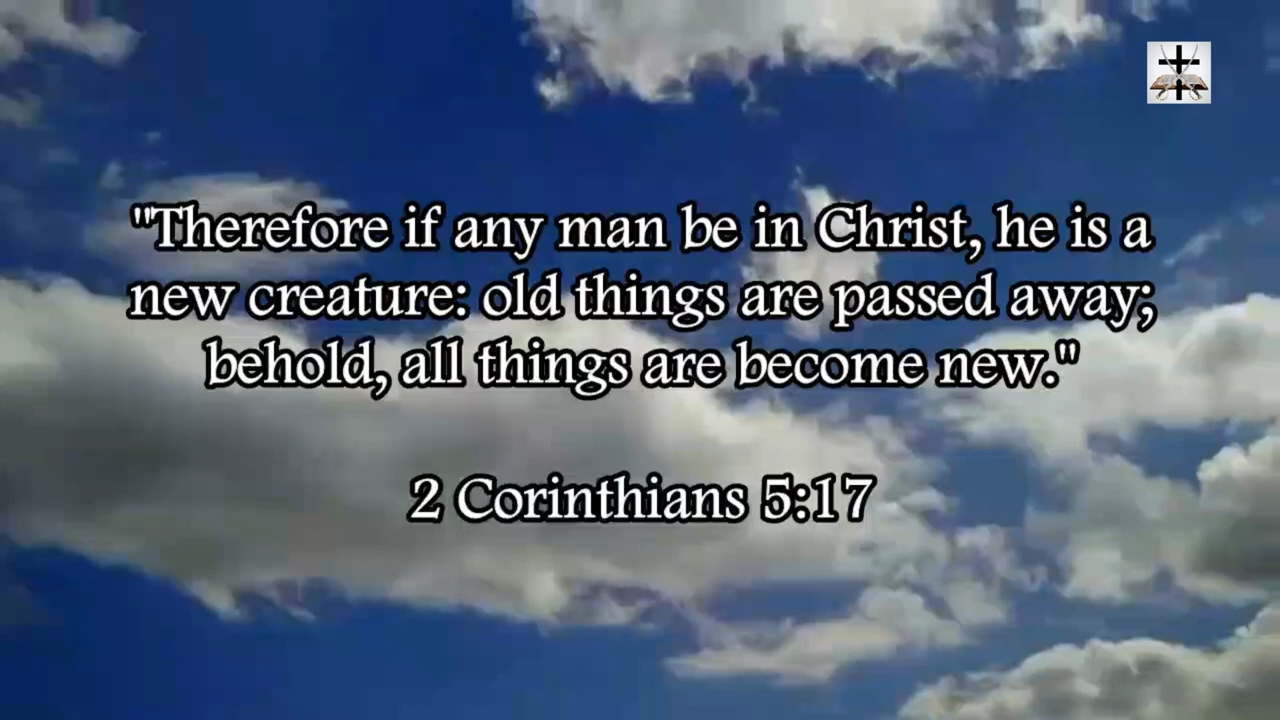 "Therefore if any man be in Christ, he is a
new creature: old things are passed away;
behold, all things are become new."
2 Corinthians 5:17